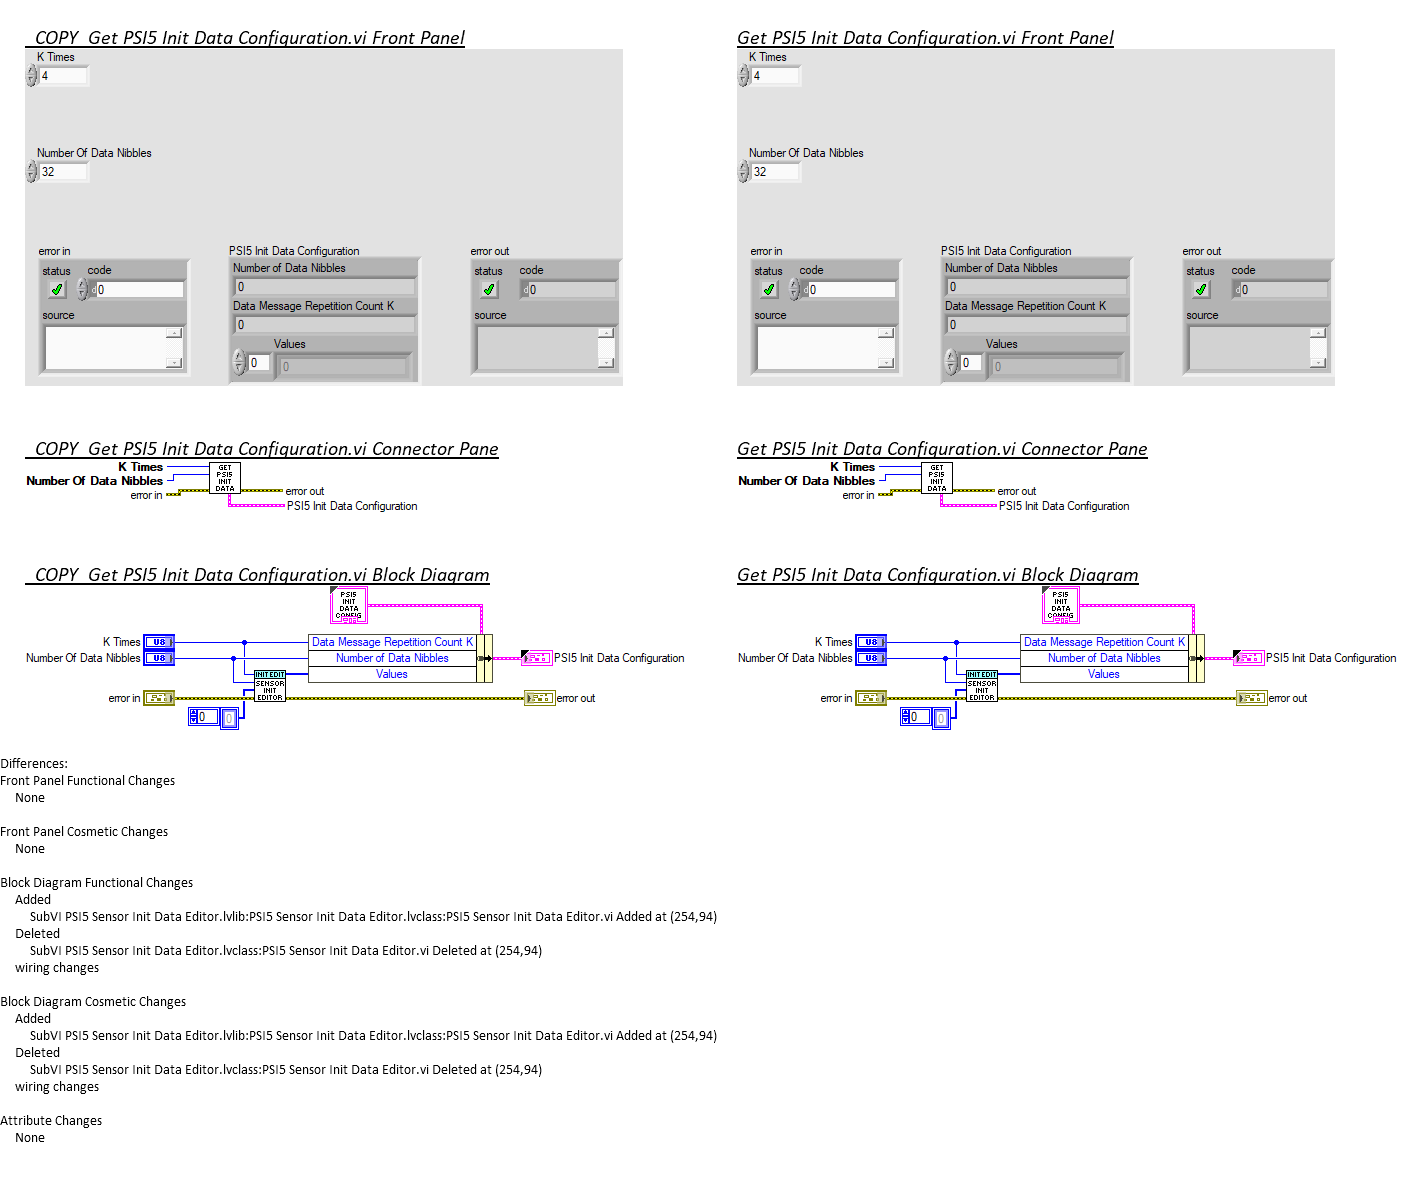 COPY Get PSI5 Init Data Configuration.vi Front Panel
K Times
4
Number Of Data Nibbles
32
error in
status
code
d0
source
PSI5 Init Data Configuration
Number of Data Nibbles
0
Data Message Repetition Count K
0
Values
0
0
error out
status
code
d0
source
Get PSI5 Init Data Configuration.vi Front Panel
K Times
4
Number Of Data Nibbles
32
error in
status
code
d0
source
PSI5 Init Data Configuration
Number of Data Nibbles
0
Data Message Repetition Count K
0
Values
0
0
error out
status
code
d0
source
COPY Get PSI5 Init Data Configuration.vi Connector Pane
K Times
Number Of Data Nibbles
error in
GET
PSI5
INIT
DATA
error out
PSI5 Init Data Configuration
Get PSI5 Init Data Configuration.vi Connector Pane
K Times
Number Of Data Nibbles
error in
GET
PSI5
INIT
DATA
error out
PSI5 Init Data Configuration
COPY Get PSI5 Init Data Configuration.vi Block Diagram
PSI5
INIT
DATA
CONFIG
K Times
U8
Number Of Data Nibbles
U8
Data Message Repetition Count K
Number of Data Nibbles
Values
PSI5 Init Data Configuration
INITEDIT
SENSOR
INIT
EDITOR
error in
error out
0
0
Get PSI5 Init Data Configuration.vi Block Diagram
PSI5
INIT
DATA
CONFIG
K Times
U8
Number Of Data Nibbles
U8
Data Message Repetition Count K
Number of Data Nibbles
Values
PSI5 Init Data Configuration
INITEDIT
SENSOR
INIT
EDITOR
error in
error out
0
0
Differences:
Front Panel Functional Changes
None
Front Panel Cosmetic Changes
None
Block Diagram Functional Changes
Added
SubVI PSI5 Sensor Init Data Editor.lvlib:PSI5 Sensor Init Data Editor.lvclass:PSI5 Sensor Init Data Editor.vi Added at (254,94)
Deleted
SubVI PSI5 Sensor Init Data Editor.lvclass:PSI5 Sensor Init Data Editor.vi Deleted at (254,94)
wiring changes
Block Diagram Cosmetic Changes
Added
SubVI PSI5 Sensor Init Data Editor.lvlib:PSI5 Sensor Init Data Editor.lvclass:PSI5 Sensor Init Data Editor.vi Added at (254,94)
Deleted
SubVI PSI5 Sensor Init Data Editor.lvclass:PSI5 Sensor Init Data Editor.vi Deleted at (254,94)
wiring changes
Attribute Changes
None